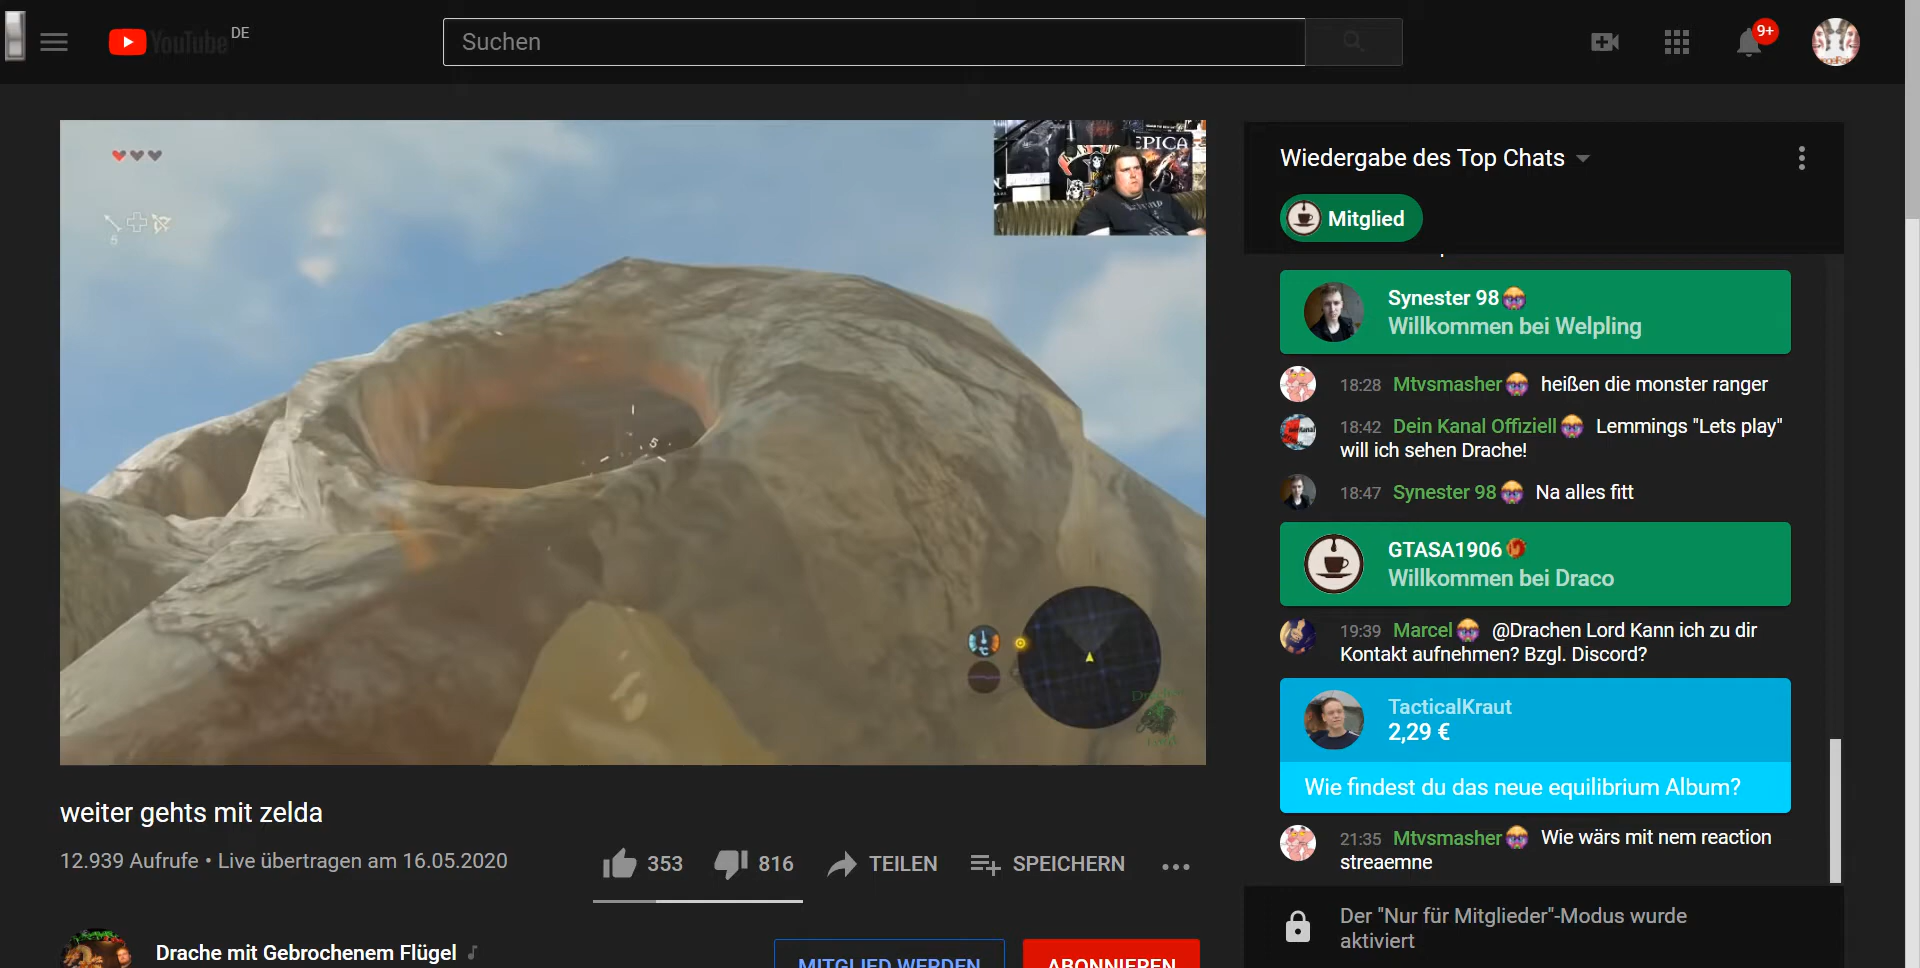 YouTube DE
Suchen
9+
EPICA
5
5
°C
weiter gehts mit zelda
12.939 Aufrufe • Live übertragen am 16.05.2020
353
816
TEILEN
SPEICHERN
Drache mit Gebrochenem Flügel
MITGLIED WERDEN
ABONNIEREN
Wiedergabe des Top Chats
Mitglied
Synester 98
Willkommen bei Welpling
18:28 Mtvsmasher heißen die monster ranger
18:42 Dein Kanal Offiziell Lemmings "Lets play"
will ich sehen Drache!
18:47 Synester 98 Na alles fitt
GTASA1906
Willkommen bei Draco
19:39 Marcel @Drachen Lord Kann ich zu dir
Kontakt aufnehmen? Bzgl. Discord?
TacticalKraut
2,29 €
Wie findest du das neue equilibrium Album?
21:35 Mtvsmasher Wie wärs mit nem reaction
streaemne
Der "Nur für Mitglieder"-Modus wurde
aktiviert